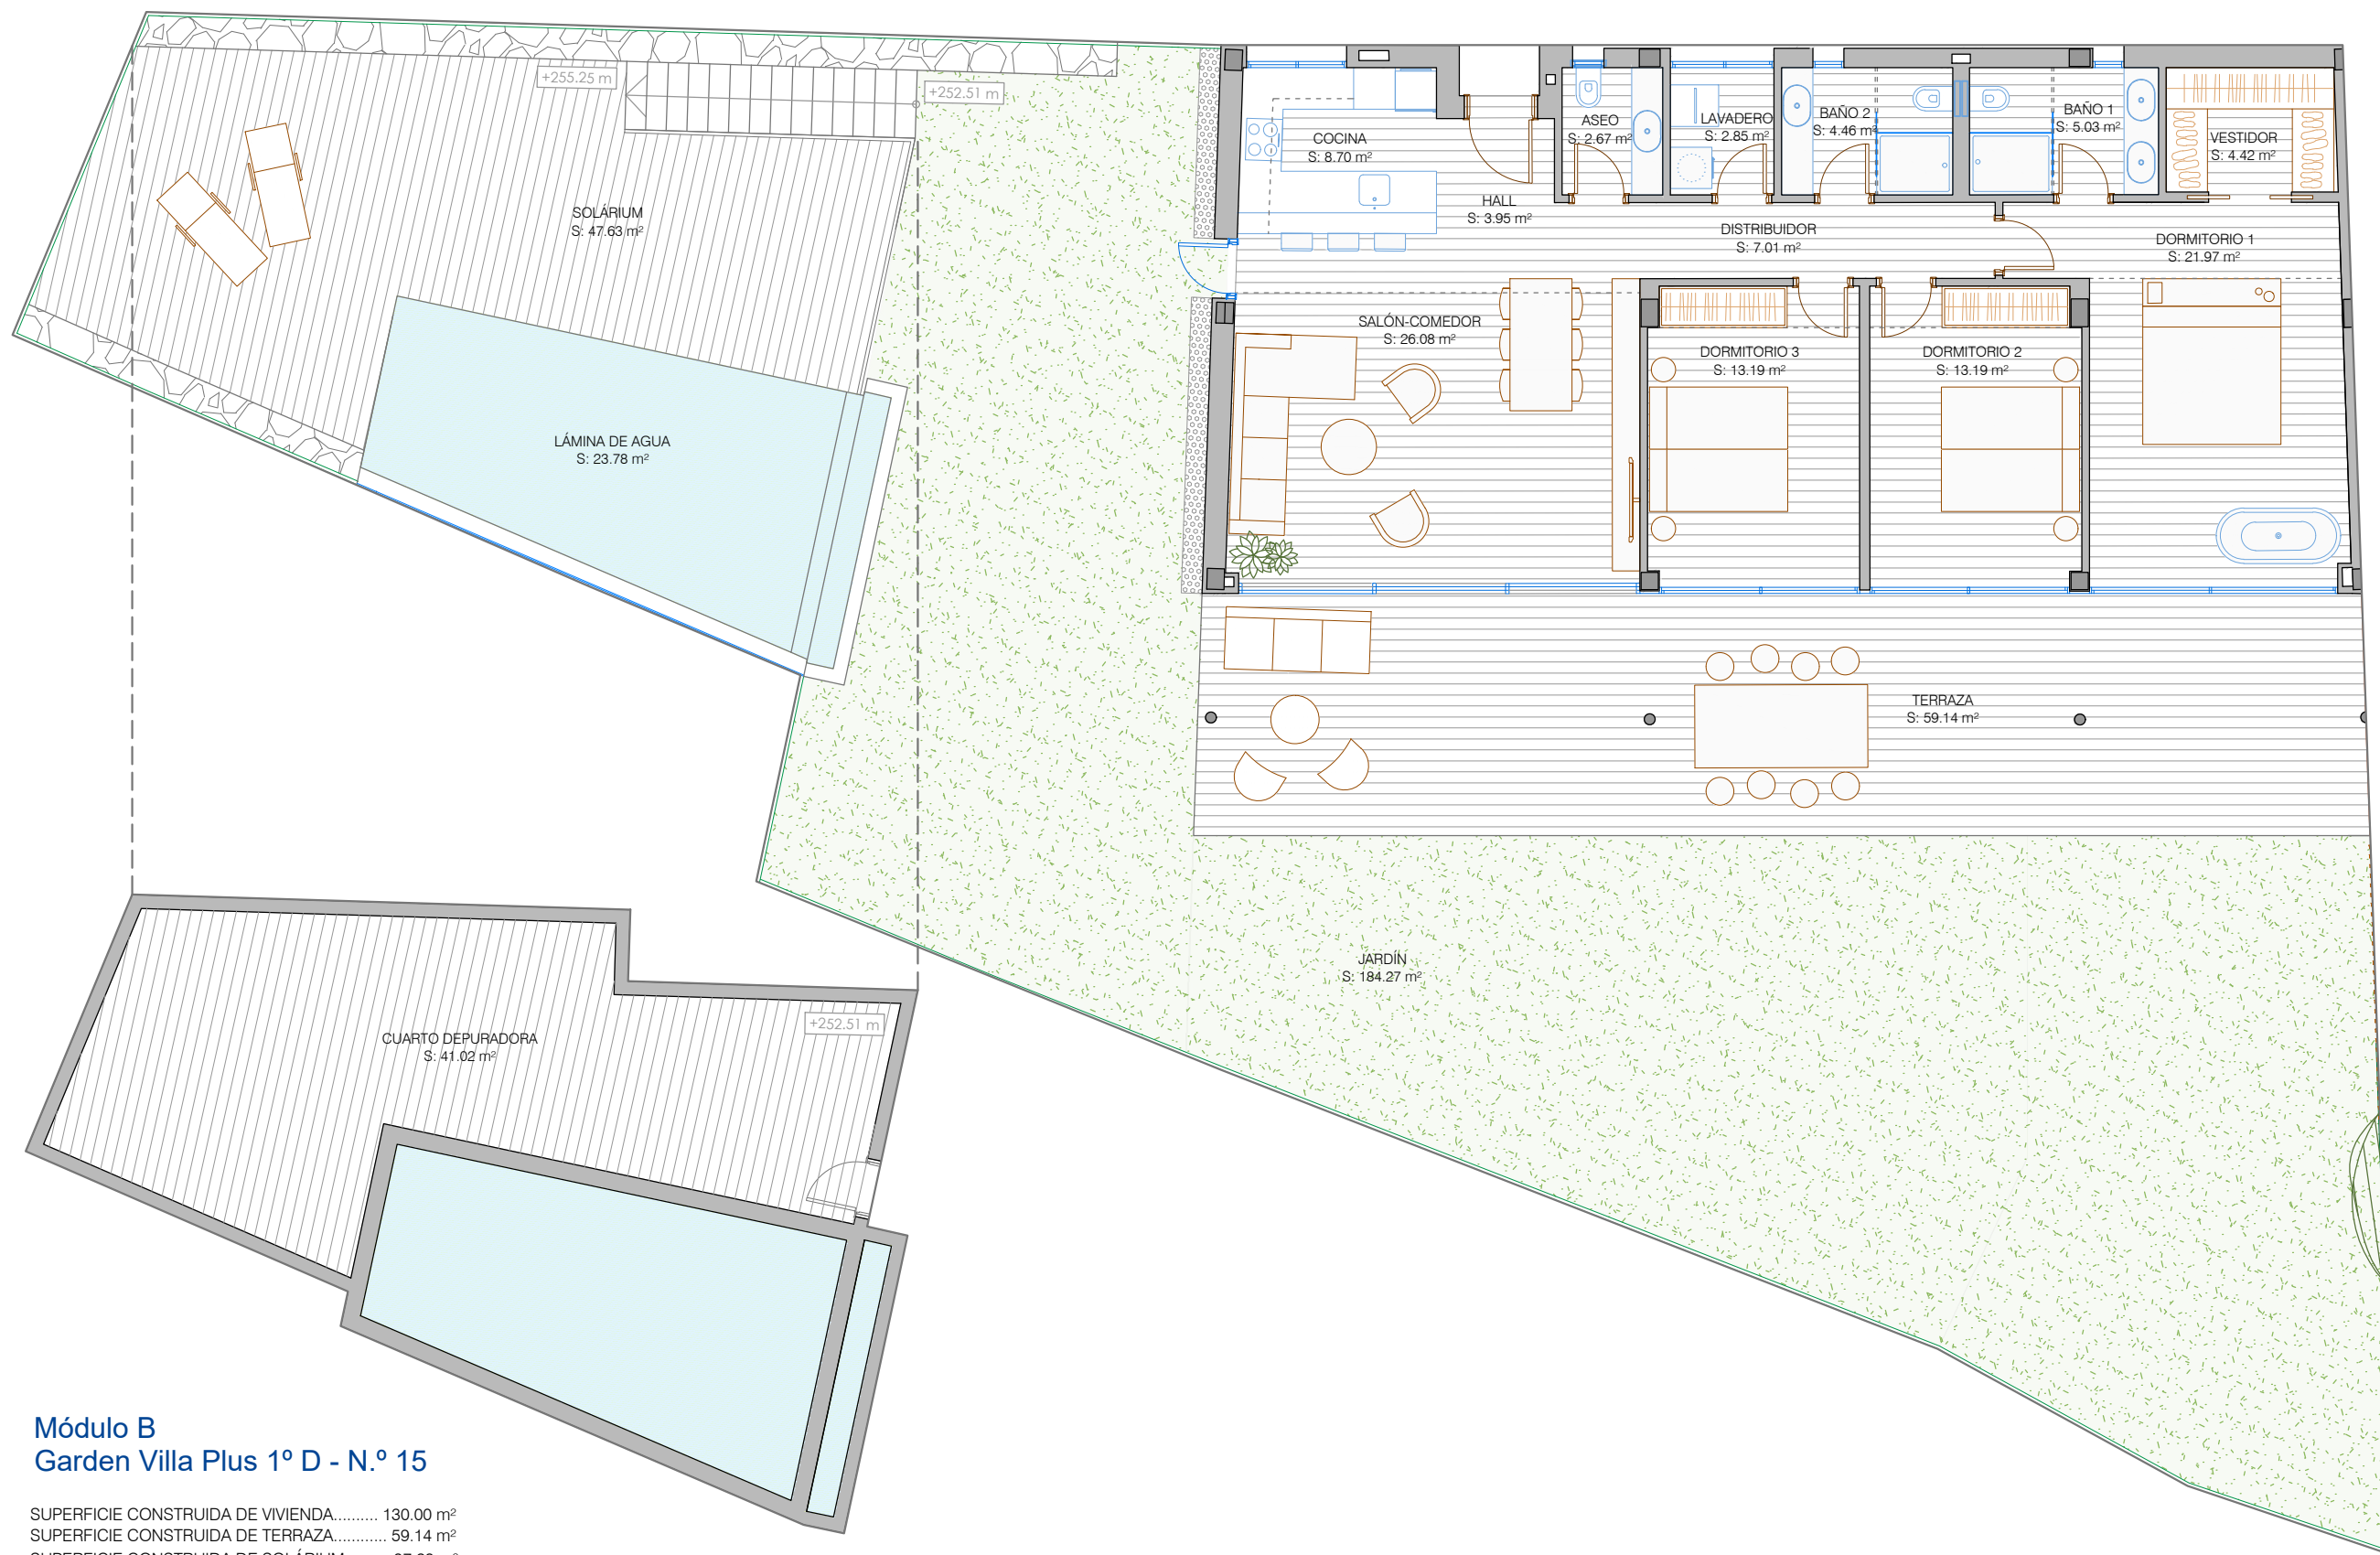 +255.25 m
+252.51 m
SOLÁRIUM
S: 47.63 m²
LÁMINA DE AGUA
S: 23.78 m²
COCINA
S: 8.70 m²
HALL
S: 3.95 m²
ASEO
S: 2.67 m²
LAVADERO
S: 2.85 m²
BAÑO 2
S: 4.46 m²
BAÑO 1
S: 5.03 m²
VESTIDOR
S: 4.42 m²
DISTRIBUIDOR
S: 7.01 m²
DORMITORIO 1
S: 21.97 m²
SALÓN-COMEDOR
S: 26.08 m²
DORMITORIO 3
S: 13.19 m²
DORMITORIO 2
S: 13.19 m²
TERRAZA
S: 59.14 m²
JARDÍN
S: 184.27 m²
+252.51 m
CUARTO DEPURADORA
S: 41.02 m²
Módulo B
Garden Villa Plus 1º D - N.º 15
SUPERFICIE CONSTRUIDA DE VIVIENDA.......... 130.00 m²
SUPERFICIE CONSTRUIDA DE TERRAZA............ 59.14 m²
SUPERFICIE CONSTRUIDA DE SOLÁRIUM